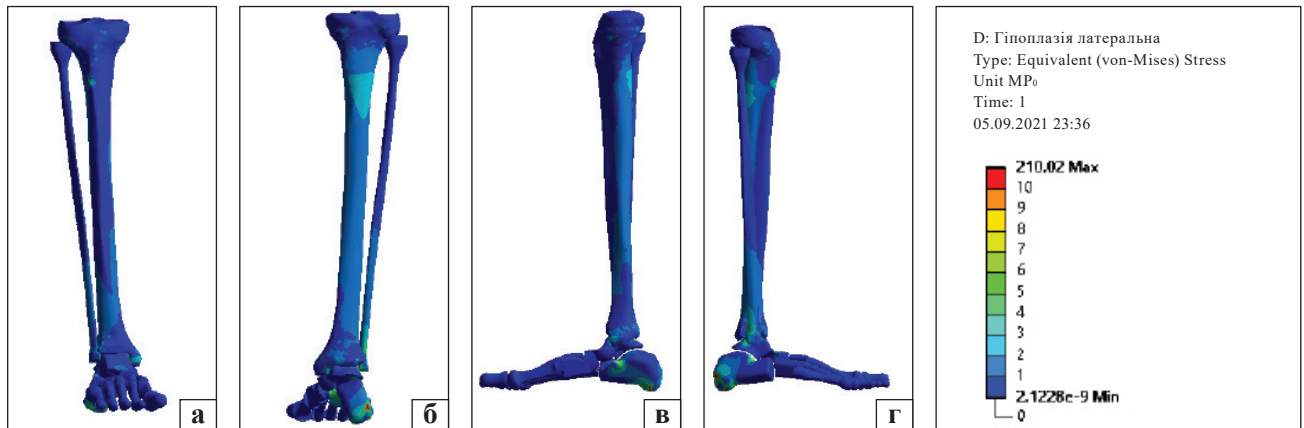 а
б
в
г
D: Гіпоплазія латеральна
Type: Equivalent (von-Mises) Stress
Unit MP₀
Time: 1
05.09.2021 23:36
210.02 Max
10
9
8
7
6
5
4
3
2
1
2.1228e-9 Min
0